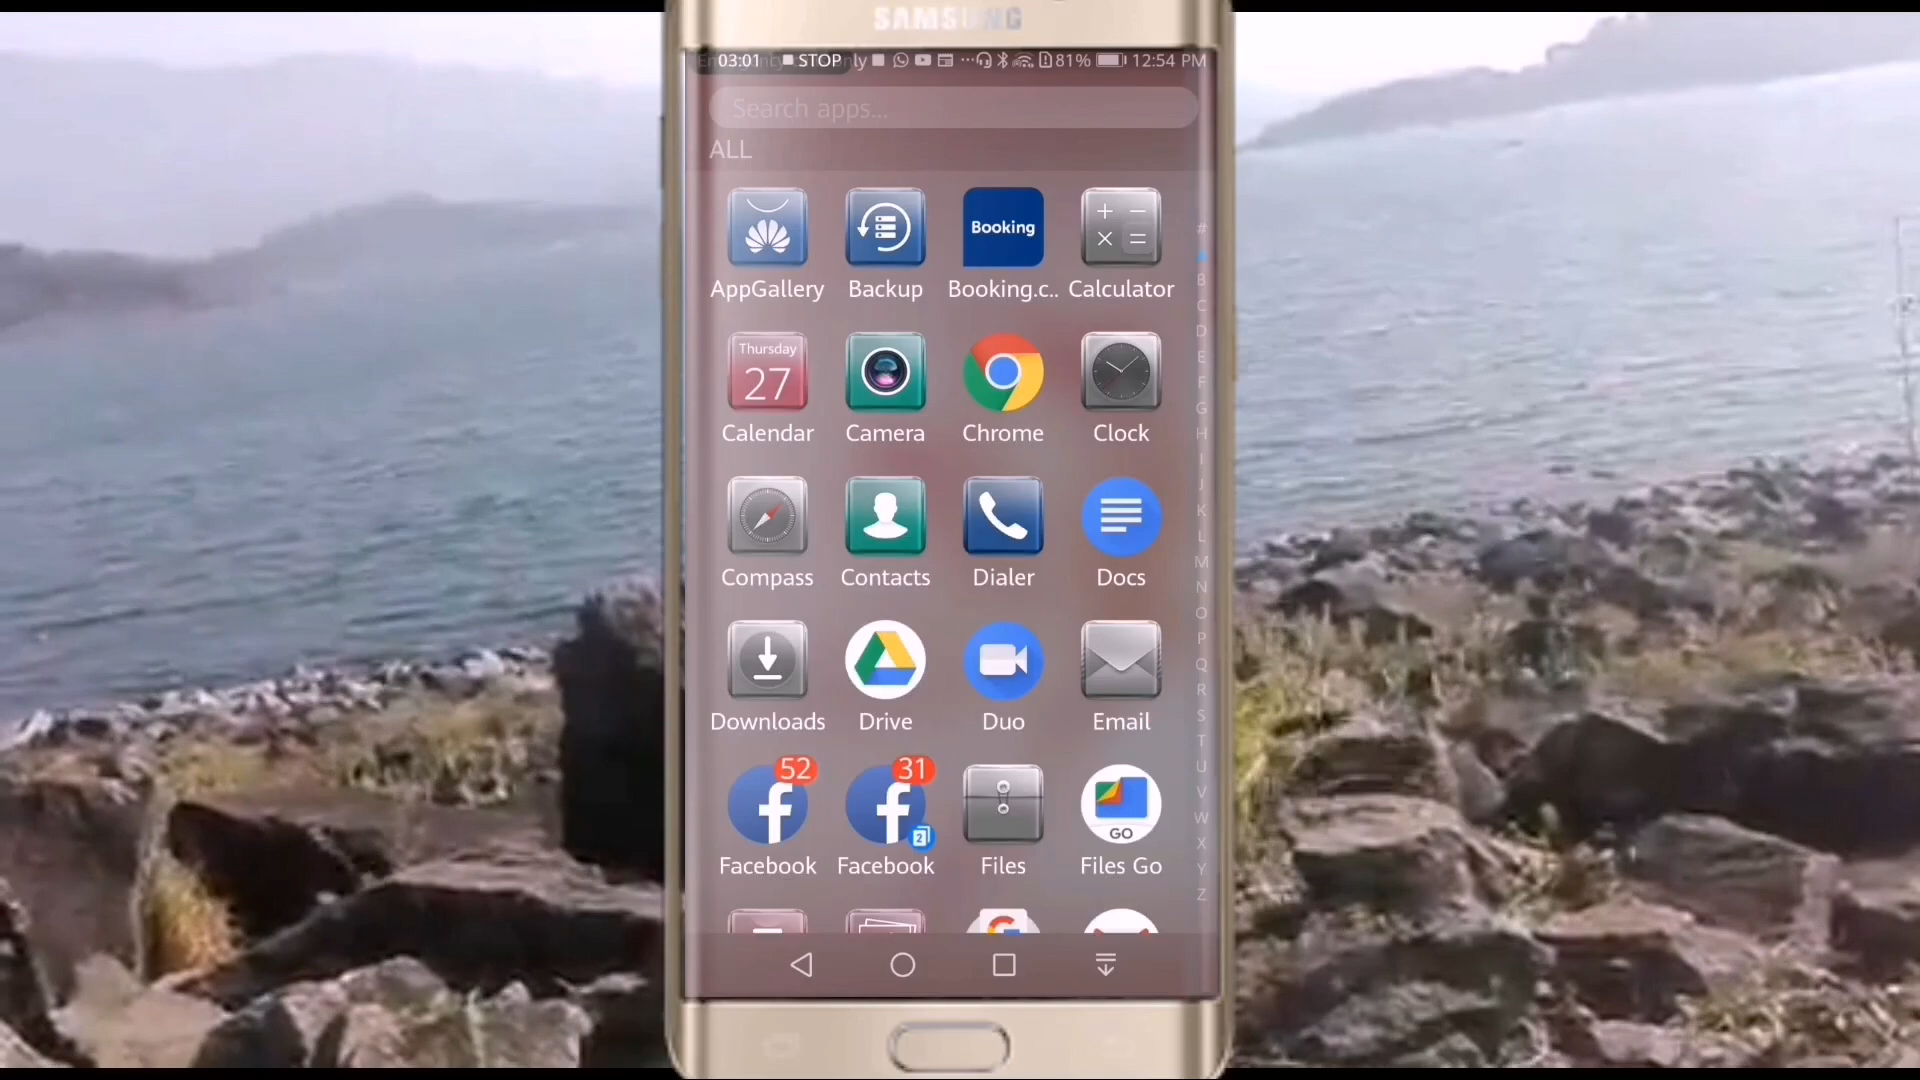 SAMSUNG
03:01 STOP ly 81% 12:54 PM
Search apps...
ALL
AppGallery Backup Booking Booking.c.. Calculator
Thursday
27
Calendar Camera Chrome Clock
Compass Contacts Dialer Docs
Downloads Drive Duo Email
52 31
2 GO
Facebook Facebook Files Files Go
#
B
C
D
E
F
G
H
I
J
K
L
M
N
O
P
Q
R
S
T
U
V
W
X
Y
Z